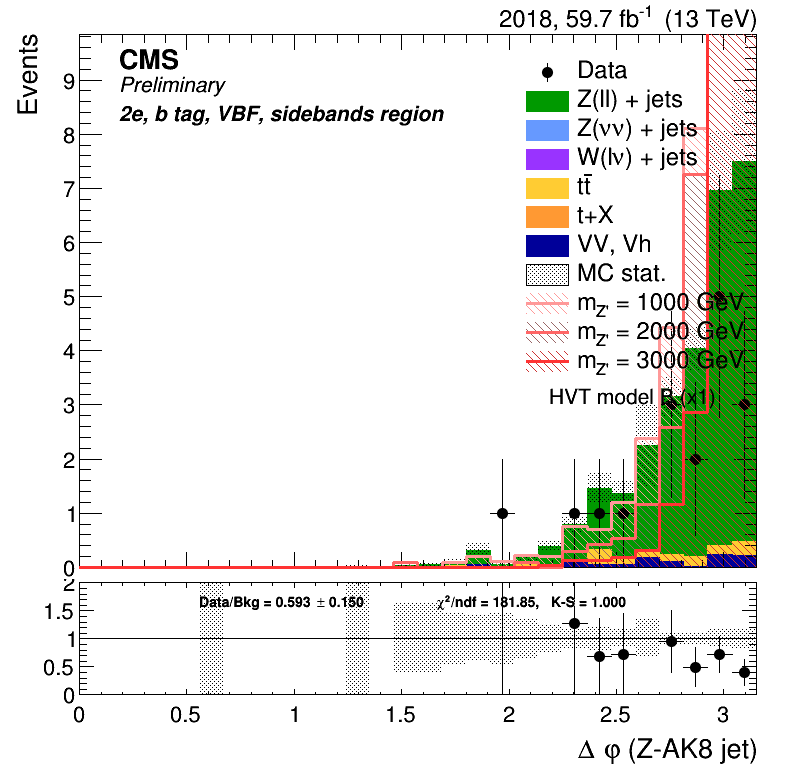 2018, 59.7 fb⁻¹ (13 TeV)
Events
CMS
Preliminary
2e, b tag, VBF, sidebands region
Data
Z(ll) + jets
Z(νν) + jets
W(lν) + jets
tt̄
t+X
VV, Vh
MC stat.
m_Z' = 1000 GeV
m_Z' = 2000 GeV
m_Z' = 3000 GeV
HVT model B (x1)
9
8
7
6
5
4
3
2
1
0
2
1.5
1
0.5
0
Data/Bkg = 0.593 ± 0.150
χ²/ndf = 181.85, K-S = 1.000
0 0.5 1 1.5 2 2.5 3
Δ φ (Z-AK8 jet)